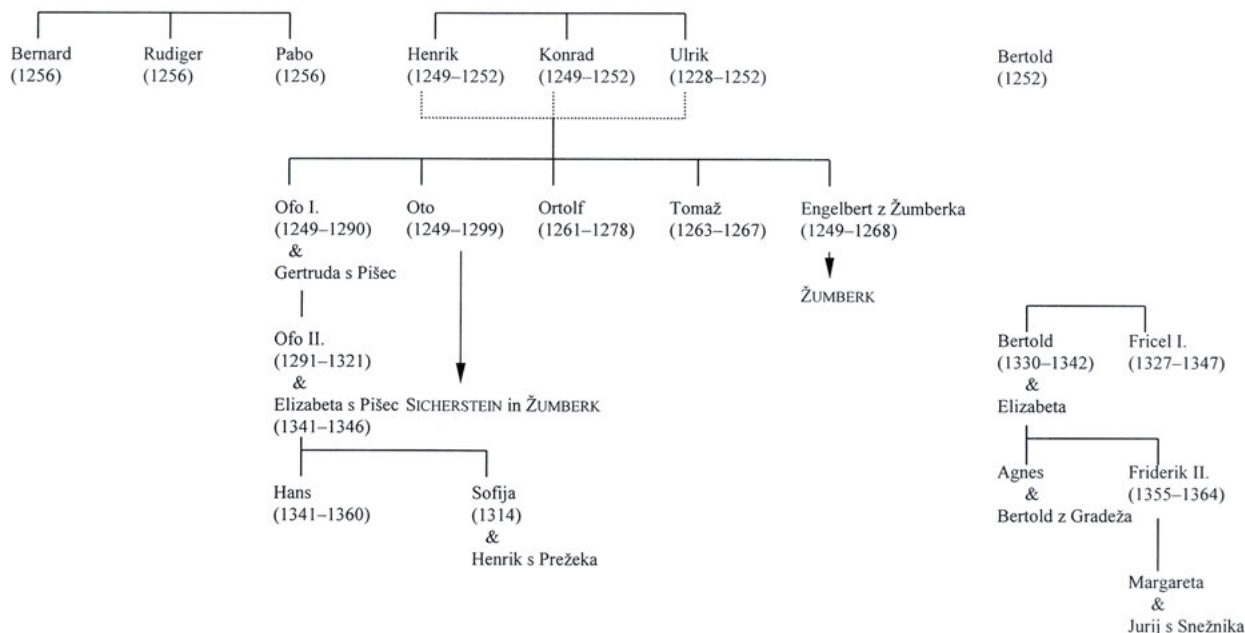 Bernard Rudiger Pabo Henrik Konrad Ulrik Bertold
(1256) (1256) (1256) (1249–1252) (1249–1252) (1228–1252) (1252)
Ofo I. Oto Ortolf Tomaž Engelbert z Žumberka
(1249–1290) (1249–1299) (1261–1278) (1263–1267) (1249–1268)
&
Gertruda s Pišec
ŽUMBERK
Ofo II. Bertold Fricel I.
(1291–1321) (1330–1342) (1327–1347)
& &
Elizabeta s Pišec SICHERSTEIN in ŽUMBERK Elizabeta
(1341–1346)
Agnes Friderik II.
& (1355–1364)
Bertold z Gradeža
Hans Sofija
(1341–1360) (1314)
&
Henrik s Prežeka
Margareta
&
Jurij s Snežnika